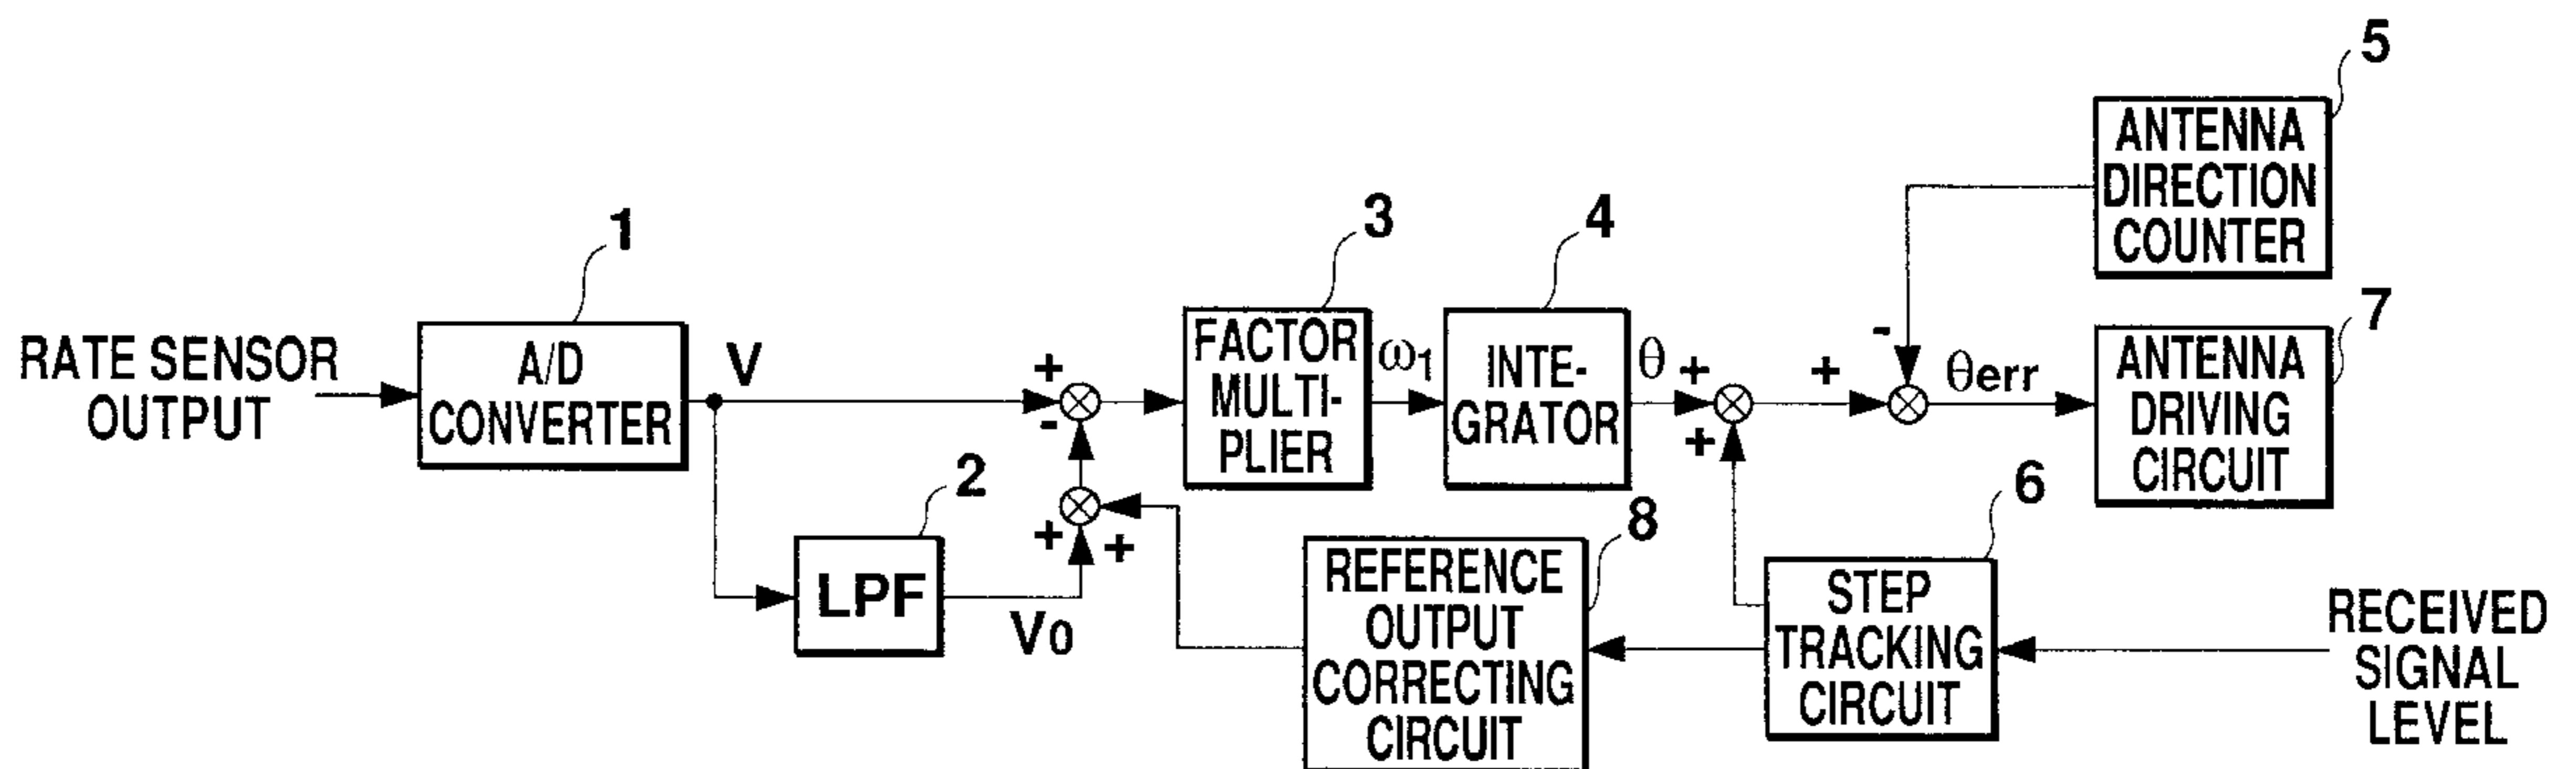 5
ANTENNA
DIRECTION
COUNTER
1
3
4
7
RATE SENSOR
OUTPUT
A/D
CONVERTER
V
+
-
FACTOR
MULTI-
PLIER
ω1
INTE-
GRATOR
θ
+
+
+
-
θerr
ANTENNA
DRIVING
CIRCUIT
2
LPF
V0
+
+
8
REFERENCE
OUTPUT
CORRECTING
CIRCUIT
6
STEP
TRACKING
CIRCUIT
RECEIVED
SIGNAL
LEVEL